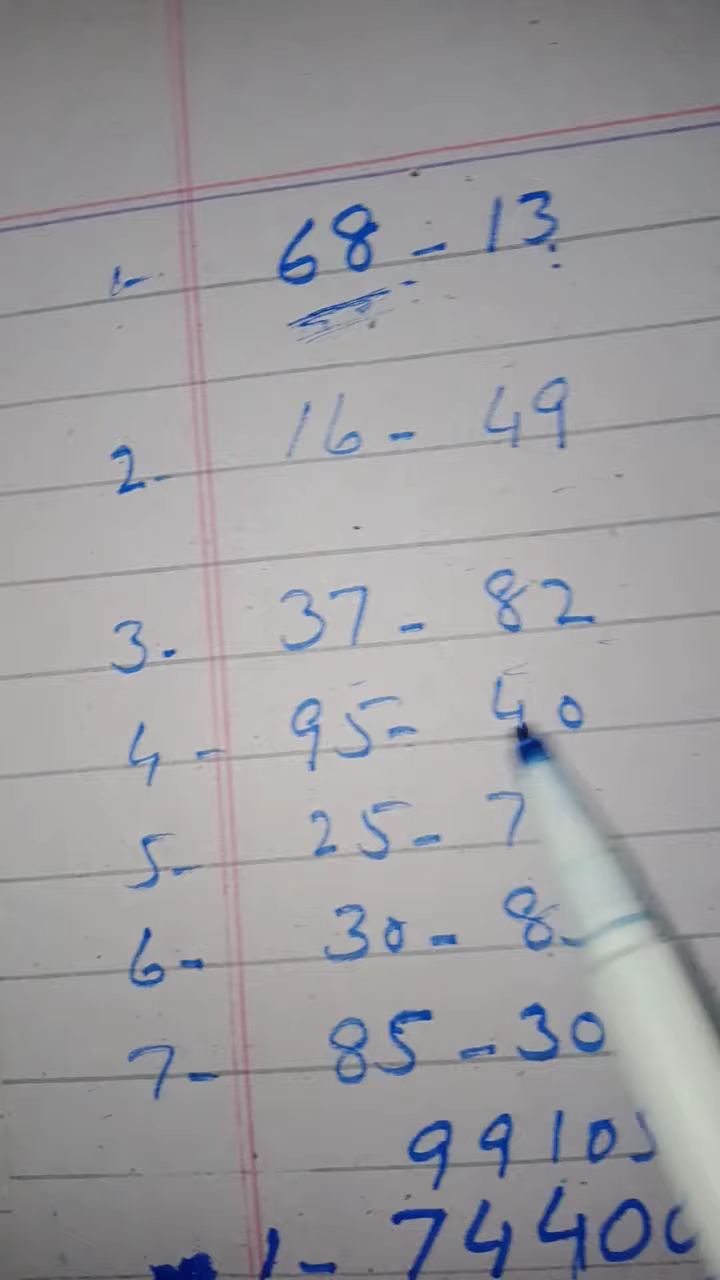 1- 68 - 13
2- 16 - 49
3- 37 - 82
4 - 95 - 40
5- 25 - 7
6- 30 - 8
7- 85 - 30
9910
1- 7440